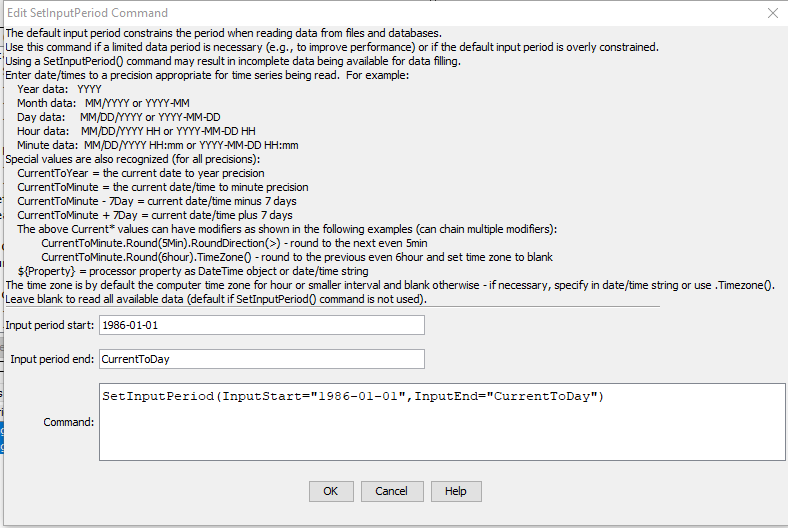 Edit SetInputPeriod Command
The default input period constrains the period when reading data from files and databases.
Use this command if a limited data period is necessary (e.g., to improve performance) or if the default input period is overly constrained.
Using a SetInputPeriod() command may result in incomplete data being available for data filling.
Enter date/times to a precision appropriate for time series being read.  For example:
Year data:   YYYY
Month data:   MM/YYYY or YYYY-MM
Day data:     MM/DD/YYYY or YYYY-MM-DD
Hour data:    MM/DD/YYYY HH or YYYY-MM-DD HH
Minute data:  MM/DD/YYYY HH:mm or YYYY-MM-DD HH:mm
Special values are also recognized (for all precisions):
CurrentToYear = the current date to year precision
CurrentToMinute = the current date/time to minute precision
CurrentToMinute - 7Day = current date/time minus 7 days
CurrentToMinute + 7Day = current date/time plus 7 days
The above Current* values can have modifiers as shown in the following examples (can chain multiple modifiers):
CurrentToMinute.Round(5Min).RoundDirection(>) - round to the next even 5min
CurrentToMinute.Round(6hour).TimeZone() - round to the previous even 6hour and set time zone to blank
${Property} = processor property as DateTime object or date/time string
The time zone is by default the computer time zone for hour or smaller interval and blank otherwise - if necessary, specify in date/time string or use .Timezone().
Leave blank to read all available data (default if SetInputPeriod() command is not used).
Input period start: 1986-01-01
Input period end: CurrentToDay
Command: SetInputPeriod(InputStart="1986-01-01",InputEnd="CurrentToDay")
OK Cancel Help